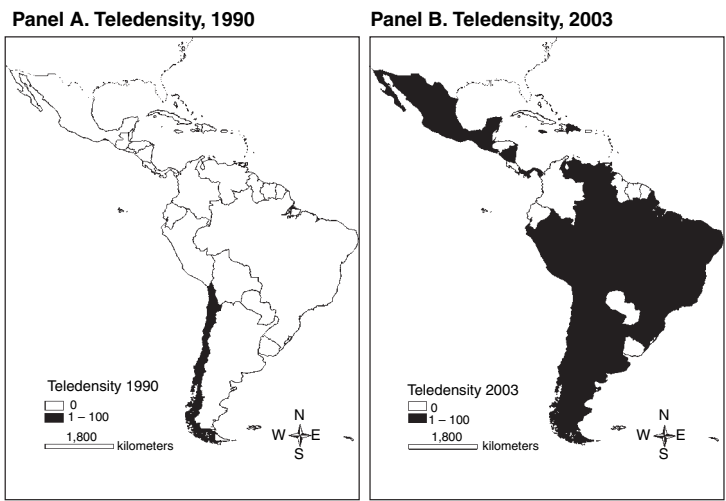 Panel A. Teledensity, 1990
Panel B. Teledensity, 2003
Teledensity 1990
0
1 – 100
1,800
kilometers
N
W E
S
Teledensity 2003
0
1 – 100
1,800
kilometers
N
W E
S